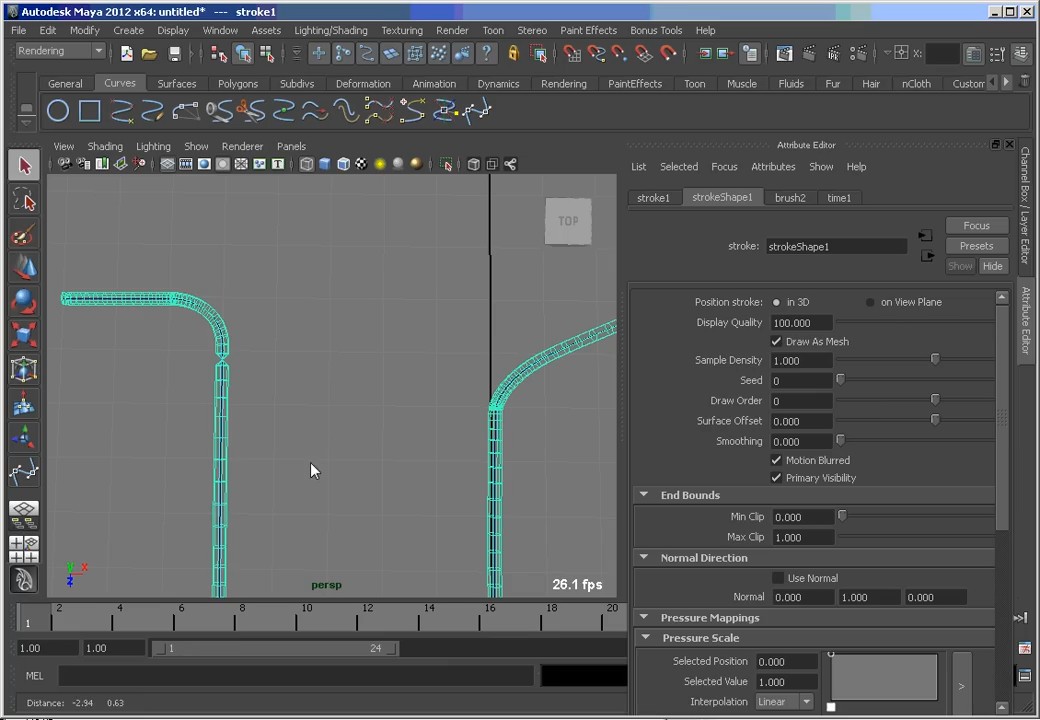 Autodesk Maya 2012 x64: untitled*   ---   stroke1
File Edit Modify Create Display Window Assets Lighting/Shading Texturing Render Toon Stereo Paint Effects Bonus Tools Help
Rendering
X:
General Curves Surfaces Polygons Subdivs Deformation Animation Dynamics Rendering PaintEffects Toon Muscle Fluids Fur Hair nCloth Custom
View Shading Lighting Show Renderer Panels
TOP
persp
26.1 fps
y x
z
Attribute Editor
List Selected Focus Attributes Show Help
stroke1 strokeShape1 brush2 time1
Focus
stroke: strokeShape1
Presets
Show Hide
Position stroke: in 3D on View Plane
Display Quality 100.000
Draw As Mesh
Sample Density 1.000
Seed 0
Draw Order 0
Surface Offset 0.000
Smoothing 0.000
Motion Blurred
Primary Visibility
End Bounds
Min Clip 0.000
Max Clip 1.000
Normal Direction
Use Normal
Normal 0.000 1.000 0.000
Pressure Mappings
Pressure Scale
Selected Position 0.000
Selected Value 1.000
Interpolation Linear
>
Channel Box / Layer Editor
Attribute Editor
2 4 6 8 10 12 14 16 18 20
1
1.00 1.00 1 24
MEL
Distance: -2.94 0.63